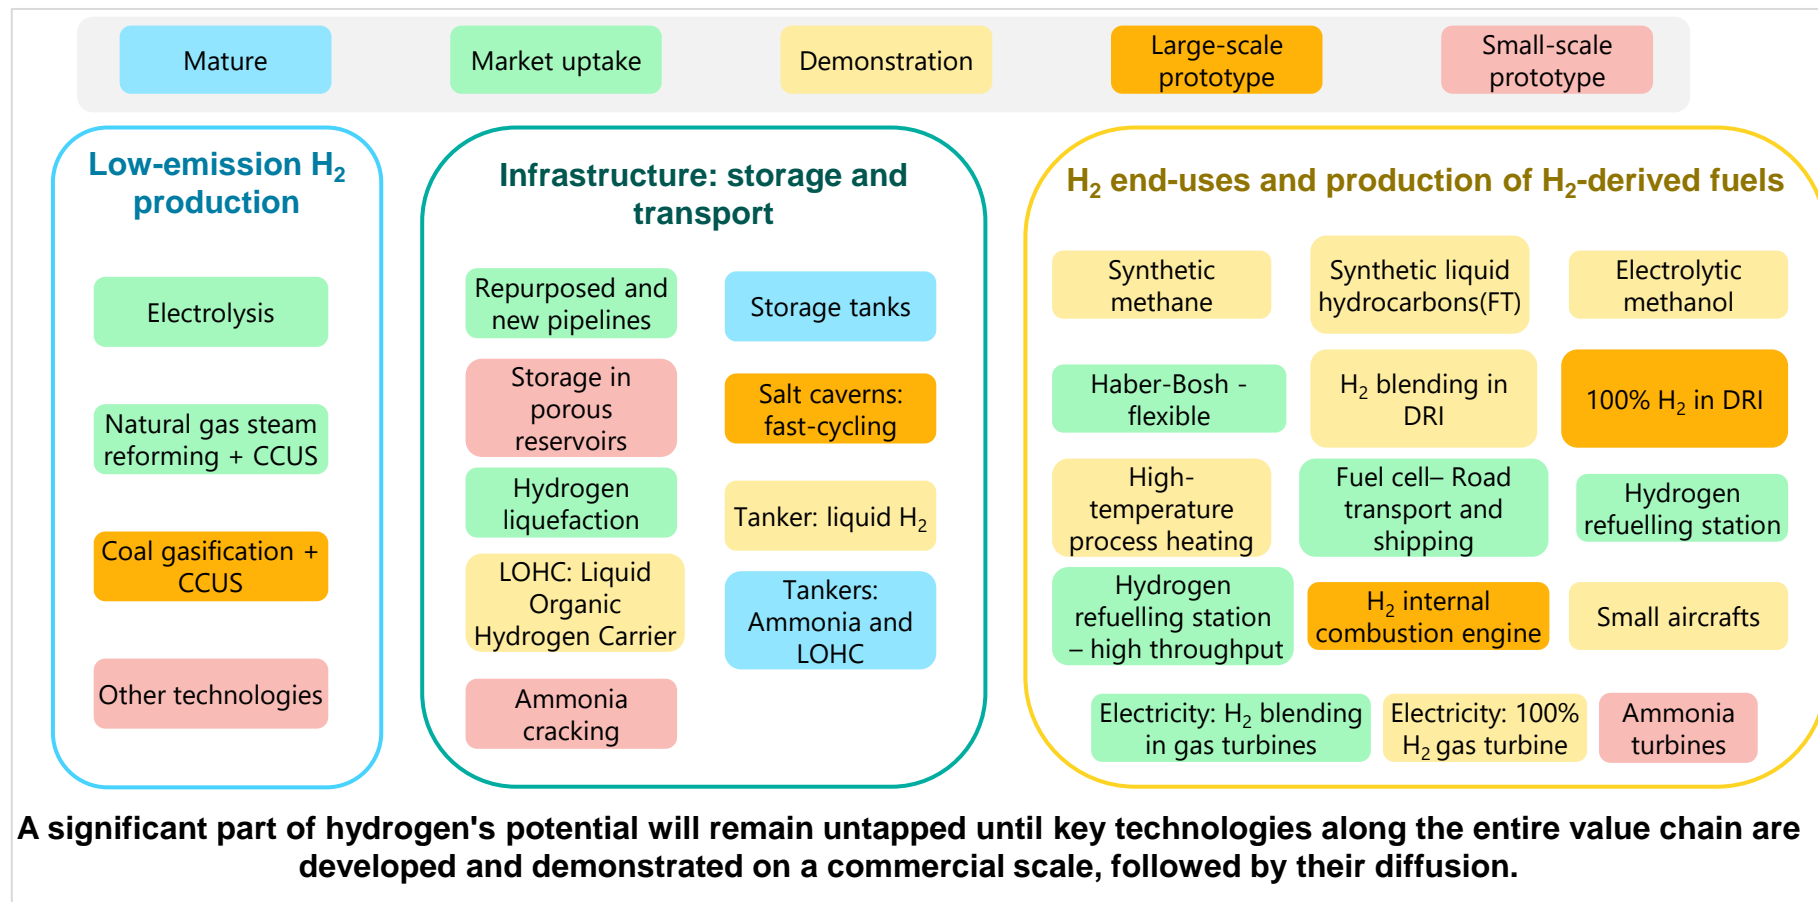 Mature
Market uptake
Demonstration
Large-scale
prototype
Small-scale
prototype
Low-emission H₂
production
Electrolysis
Natural gas steam
reforming + CCUS
Coal gasification +
CCUS
Other technologies
Infrastructure: storage and
transport
Repurposed and
new pipelines
Storage tanks
Storage in
porous
reservoirs
Salt caverns:
fast-cycling
Hydrogen
liquefaction
Tanker: liquid H₂
LOHC: Liquid
Organic
Hydrogen Carrier
Tankers:
Ammonia and
LOHC
Ammonia
cracking
H₂ end-uses and production of H₂-derived fuels
Synthetic
methane
Synthetic liquid
hydrocarbons(FT)
Electrolytic
methanol
Haber-Bosh -
flexible
H₂ blending in
DRI
100% H₂ in DRI
High-
temperature
process heating
Fuel cell– Road
transport and
shipping
Hydrogen
refuelling station
Hydrogen
refuelling station
– high throughput
H₂ internal
combustion engine
Small aircrafts
Electricity: H₂ blending
in gas turbines
Electricity: 100%
H₂ gas turbine
Ammonia
turbines
A significant part of hydrogen's potential will remain untapped until key technologies along the entire value chain are
developed and demonstrated on a commercial scale, followed by their diffusion.